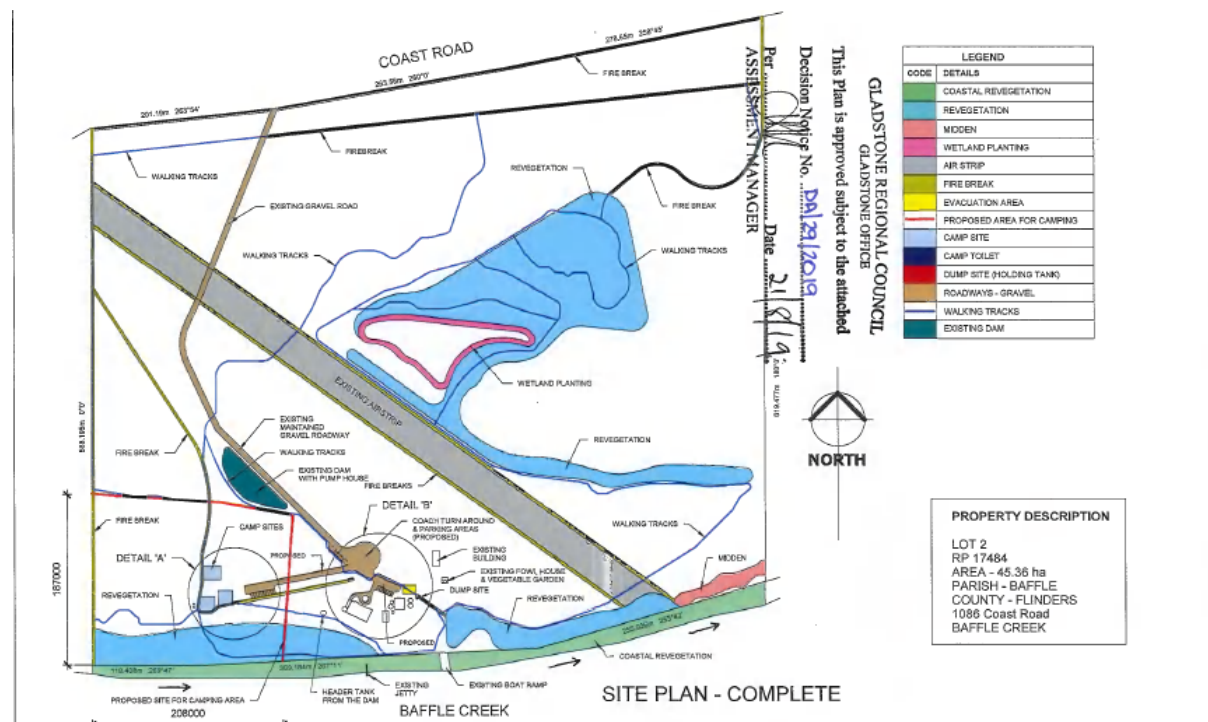 COAST ROAD
278.55m 258°45'
253.95m 260°0'
201.19m 263°54'
FIRE BREAK
FIREBREAK
WALKING TRACKS
EXISTING GRAVEL ROAD
REVEGETATION
FIRE BREAK
WALKING TRACKS
WALKING TRACKS
WETLAND PLANTING
EXISTING AIRSTRIP
EXISTING
MAINTAINED
GRAVEL ROADWAY
WALKING TRACKS
EXISTING DAM
WITH PUMP HOUSE
FIRE BREAKS
FIRE BREAK
REVEGETATION
FIRE BREAK
CAMP SITES
DETAIL 'A'
DETAIL 'B'
COACH TURN AROUND
& PARKING AREAS
(PROPOSED)
PROPOSED
EXISTING
BUILDING
EXISTING FOWL HOUSE
& VEGETABLE GARDEN
DUMP SITE
WALKING TRACKS
MIDDEN
REVEGETATION
REVEGETATION
PROPOSED
COASTAL REVEGETATION
187000
PROPOSED SITE FOR CAMPING AREA
208000
HEADER TANK
FROM THE DAM
EXISTING
JETTY
EXISTING BOAT RAMP
BAFFLE CREEK
SITE PLAN - COMPLETE
GLADSTONE REGIONAL COUNCIL
GLADSTONE OFFICE
This Plan is approved subject to the attached
Decision Notice No. DA/29/2019
Per Date 21/8/19
ASSESSMENT MANAGER
LEGEND
CODE DETAILS
COASTAL REVEGETATION
REVEGETATION
MIDDEN
WETLAND PLANTING
AIR STRIP
FIRE BREAK
EVACUATION AREA
PROPOSED AREA FOR CAMPING
CAMP SITE
CAMP TOILET
DUMP SITE (HOLDING TANK)
ROADWAYS - GRAVEL
WALKING TRACKS
EXISTING DAM
NORTH
PROPERTY DESCRIPTION
LOT 2
RP 17484
AREA - 45.36 ha
PARISH - BAFFLE
COUNTY - FLINDERS
1086 Coast Road
BAFFLE CREEK